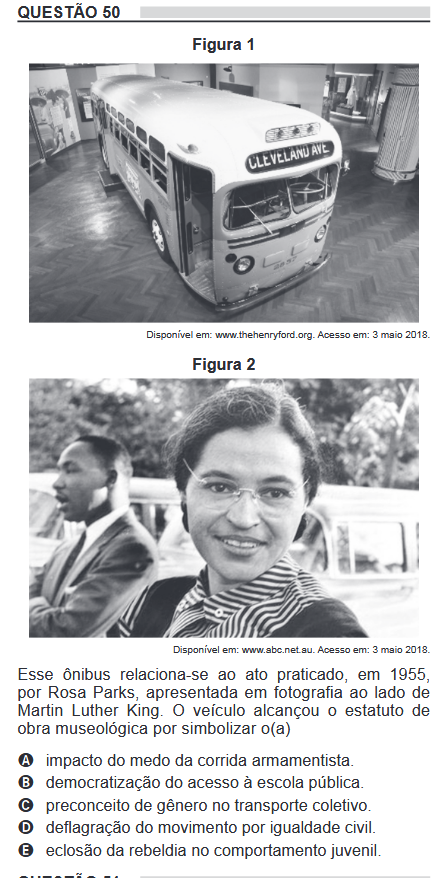 QUESTÃO 50
Figura 1
CLEVELAND AVE.
Disponível em: www.thehenryford.org. Acesso em: 3 maio 2018.
Figura 2
Disponível em: www.abc.net.au. Acesso em: 3 maio 2018.
Esse ônibus relaciona-se ao ato praticado, em 1955,
por Rosa Parks, apresentada em fotografia ao lado de
Martin Luther King. O veículo alcançou o estatuto de
obra museológica por simbolizar o(a)
A impacto do medo da corrida armamentista.
B democratização do acesso à escola pública.
C preconceito de gênero no transporte coletivo.
D deflagração do movimento por igualdade civil.
E eclosão da rebeldia no comportamento juvenil.